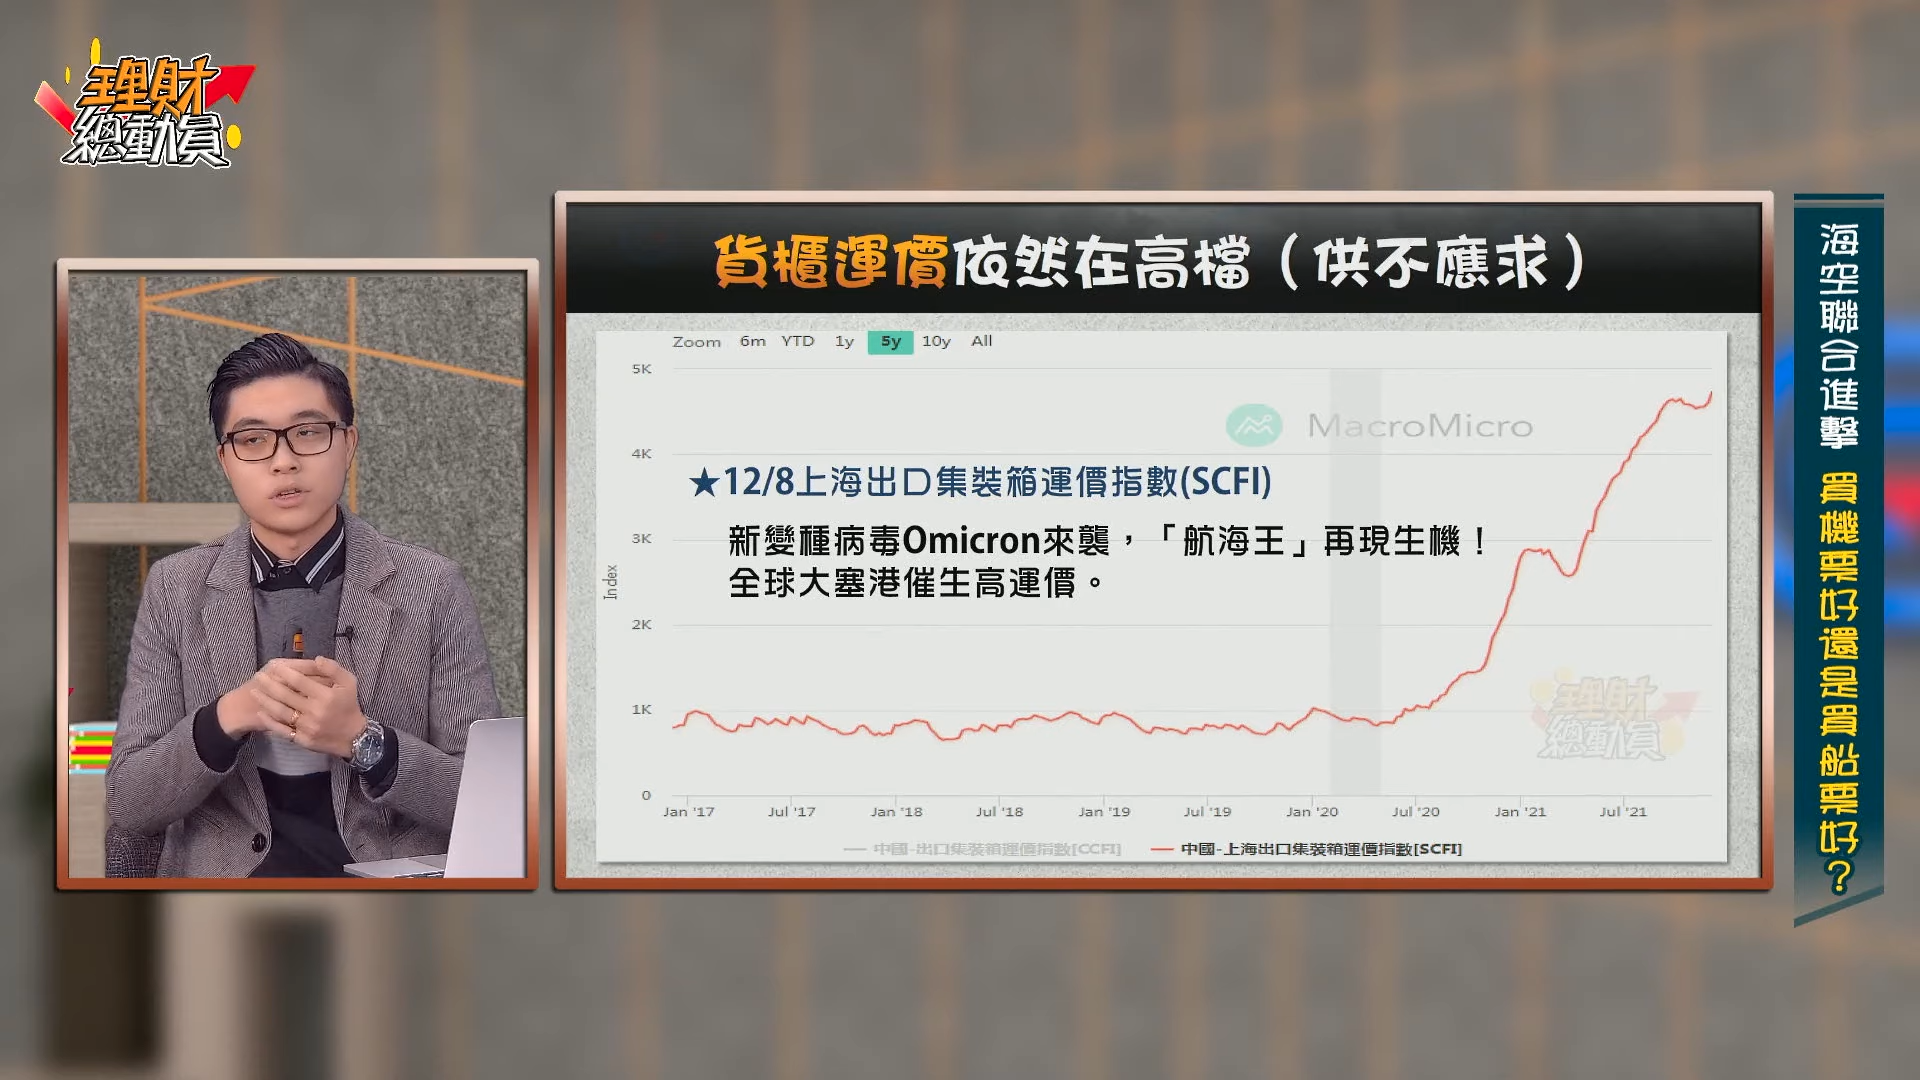 理財
總動員
貨櫃運價依然在高檔（供不應求）
Zoom 6m YTD 1y 5y 10y All
MacroMicro
★12/8上海出口集裝箱運價指數(SCFI)
新變種病毒Omicron來襲，「航海王」再現生機！
全球大塞港催生高運價。
Index
5K
4K
3K
2K
1K
0
Jan '17 Jul '17 Jan '18 Jul '18 Jan '19 Jul '19 Jan '20 Jul '20 Jan '21 Jul '21
中國-出口集裝箱運價指數[CCFI] 中國-上海出口集裝箱運價指數[SCFI]
理財
總動員
海空聯合進擊 買機票好還是買船票好？